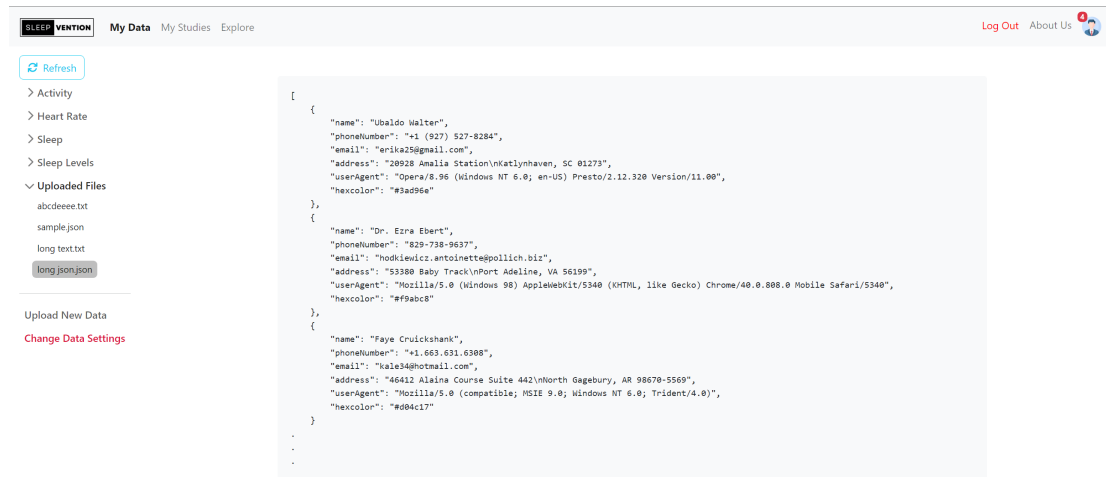 SLEEP VENTION My Data My Studies Explore Log Out About Us 4
Refresh
Activity
Heart Rate
Sleep
Sleep Levels
Uploaded Files
abcdeeee.txt
sample.json
long text.txt
long json.json
Upload New Data
Change Data Settings
[
{
"name": "Ubaldo Walter",
"phoneNumber": "+1 (927) 527-8284",
"email": "erika25@gmail.com",
"address": "20928 Amalia Station\nKatlynhaven, SC 01273",
"userAgent": "Opera/8.96 (Windows NT 6.0; en-US) Presto/2.12.320 Version/11.00",
"hexcolor": "#3ad96e"
},
{
"name": "Dr. Ezra Ebert",
"phoneNumber": "829-738-9637",
"email": "hodkiewicz.antoinette@pollich.biz",
"address": "53380 Baby Track\nPort Adeline, VA 56199",
"userAgent": "Mozilla/5.0 (Windows 98) AppleWebKit/5340 (KHTML, like Gecko) Chrome/40.0.808.0 Mobile Safari/5340",
"hexcolor": "#f9abc8"
},
{
"name": "Faye Cruickshank",
"phoneNumber": "+1.663.631.6308",
"email": "kale34@hotmail.com",
"address": "46412 Alaina Course Suite 442\nNorth Gagebury, AR 98670-5569",
"userAgent": "Mozilla/5.0 (compatible; MSIE 9.0; Windows NT 6.0; Trident/4.0)",
"hexcolor": "#d04c17"
}
.
.
.